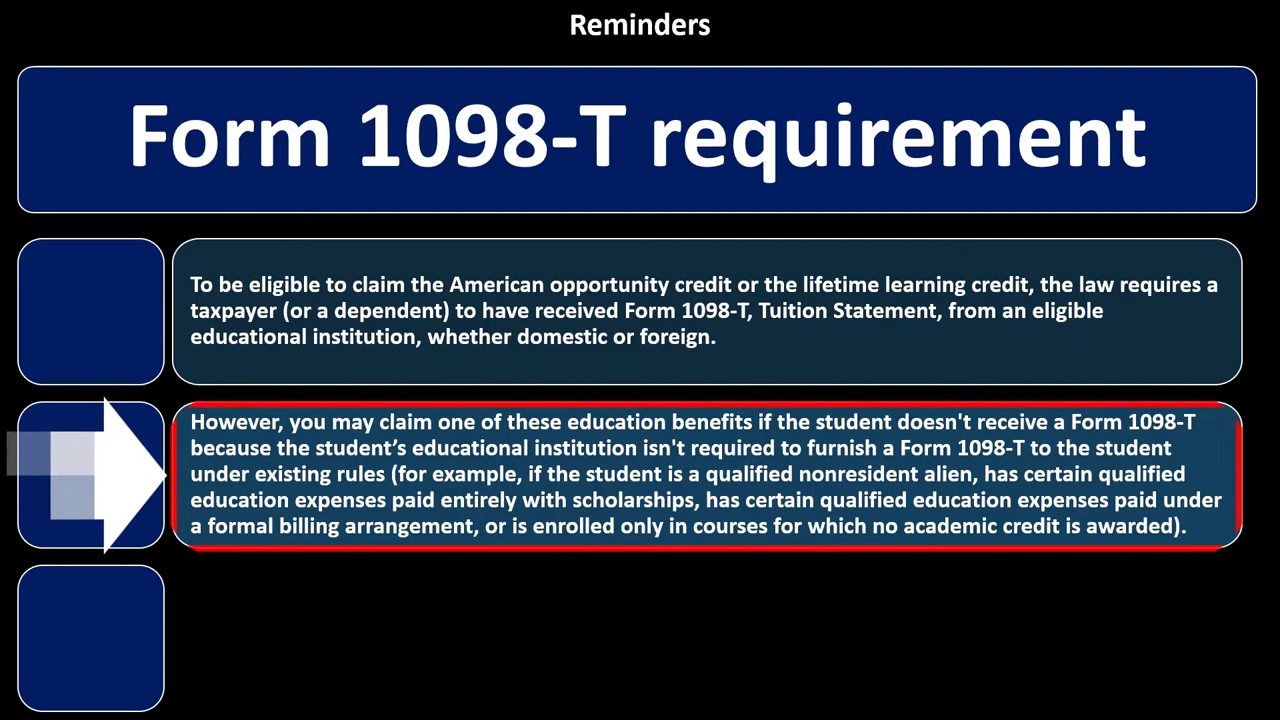 Reminders
Form 1098-T requirement
To be eligible to claim the American opportunity credit or the lifetime learning credit, the law requires a
taxpayer (or a dependent) to have received Form 1098-T, Tuition Statement, from an eligible
educational institution, whether domestic or foreign.
However, you may claim one of these education benefits if the student doesn't receive a Form 1098-T
because the student’s educational institution isn't required to furnish a Form 1098-T to the student
under existing rules (for example, if the student is a qualified nonresident alien, has certain qualified
education expenses paid entirely with scholarships, has certain qualified education expenses paid under
a formal billing arrangement, or is enrolled only in courses for which no academic credit is awarded).